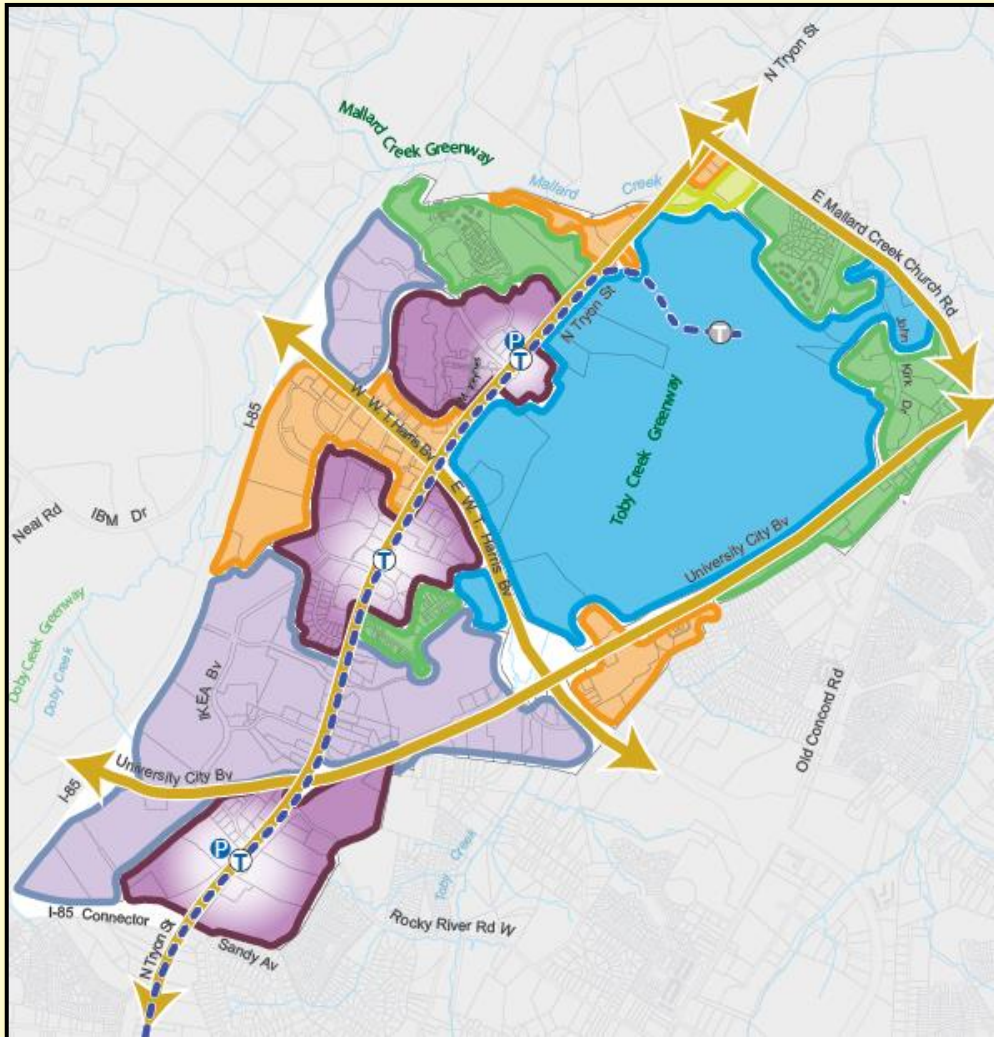 N Tryon St
Mallard Creek Greenway
Mallard Creek
E Mallard Creek Church Rd
John Kirk Dr
N Tryon St
P
T
T
W W. T. Harris Bv
I-85
Toby Creek Greenway
E W. T. Harris Bv
University City Bv
Neal Rd
IBM Dr
T
Doby Creek Greenway
Doby Creek
IKEA Bv
Old Concord Rd
University City Bv
I-85
P
T
Toby Creek
I-85 Connector
N Tryon St
Sandy Av
Rocky River Rd W